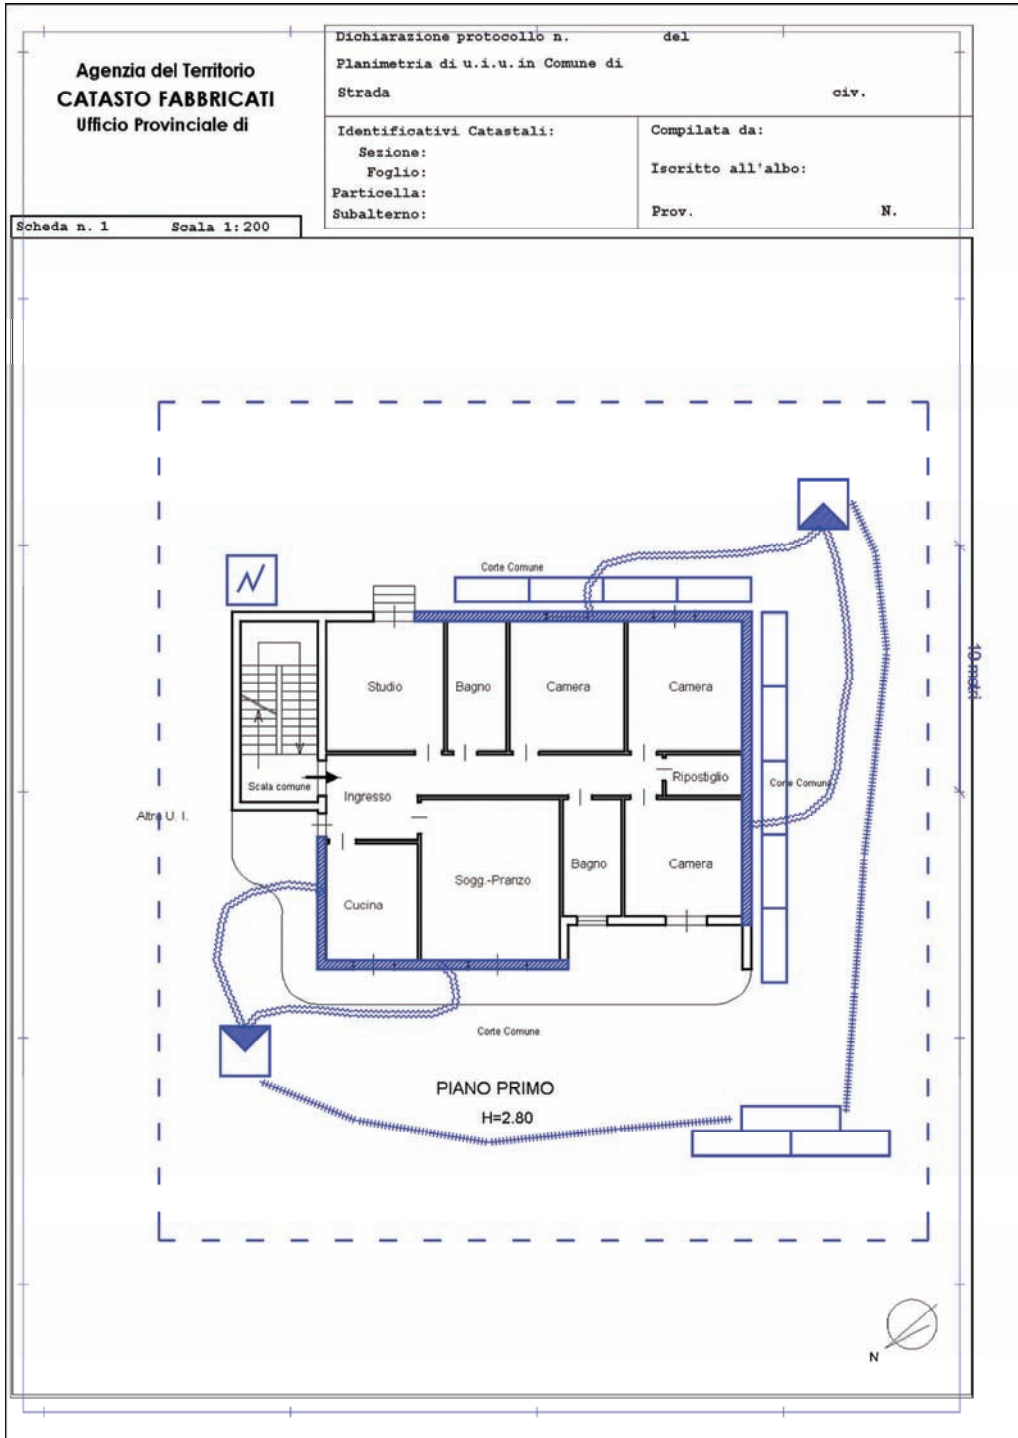 Agenzia del Territorio
CATASTO FABBRICATI
Ufficio Provinciale di
Dichiarazione protocollo n. del
Planimetria di u.i.u. in Comune di
Strada civ.
Identificativi Catastali:
Sezione:
Foglio:
Particella:
Subalterno:
Compilata da:
Iscritto all'albo:
Prov. N.
Scheda n. 1 Scala 1:200
Corte Comune
10 metri
Studio
Bagno
Camera
Camera
A
V
Scala comune
Ingresso
Ripostiglio
Corte Comune
Altra U. I.
Cucina
Sogg.-Pranzo
Bagno
Camera
Corte Comune
PIANO PRIMO
H=2.80
N